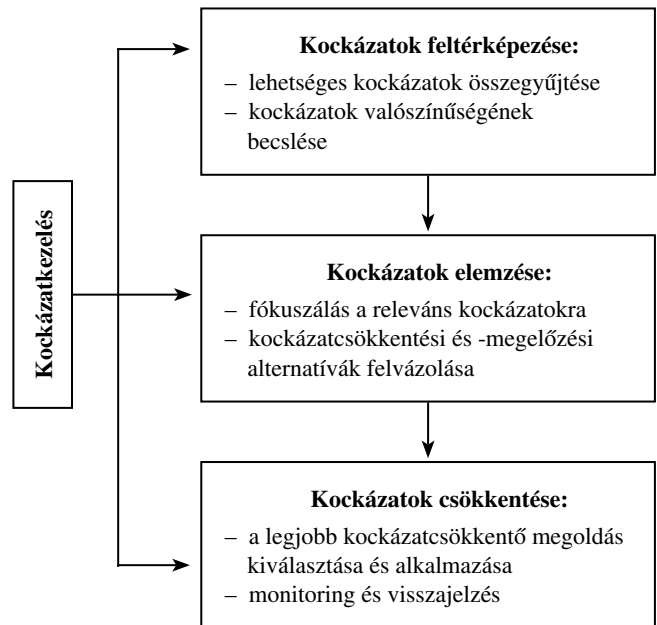 Kockázatkezelés
Kockázatok feltérképezése:
– lehetséges kockázatok összegyűjtése
– kockázatok valószínűségének
becslése
Kockázatok elemzése:
– fókuszálás a releváns kockázatokra
– kockázatcsökkentési és -megelőzési
alternatívák felvázolása
Kockázatok csökkentése:
– a legjobb kockázatcsökkentő megoldás
kiválasztása és alkalmazása
– monitoring és visszajelzés